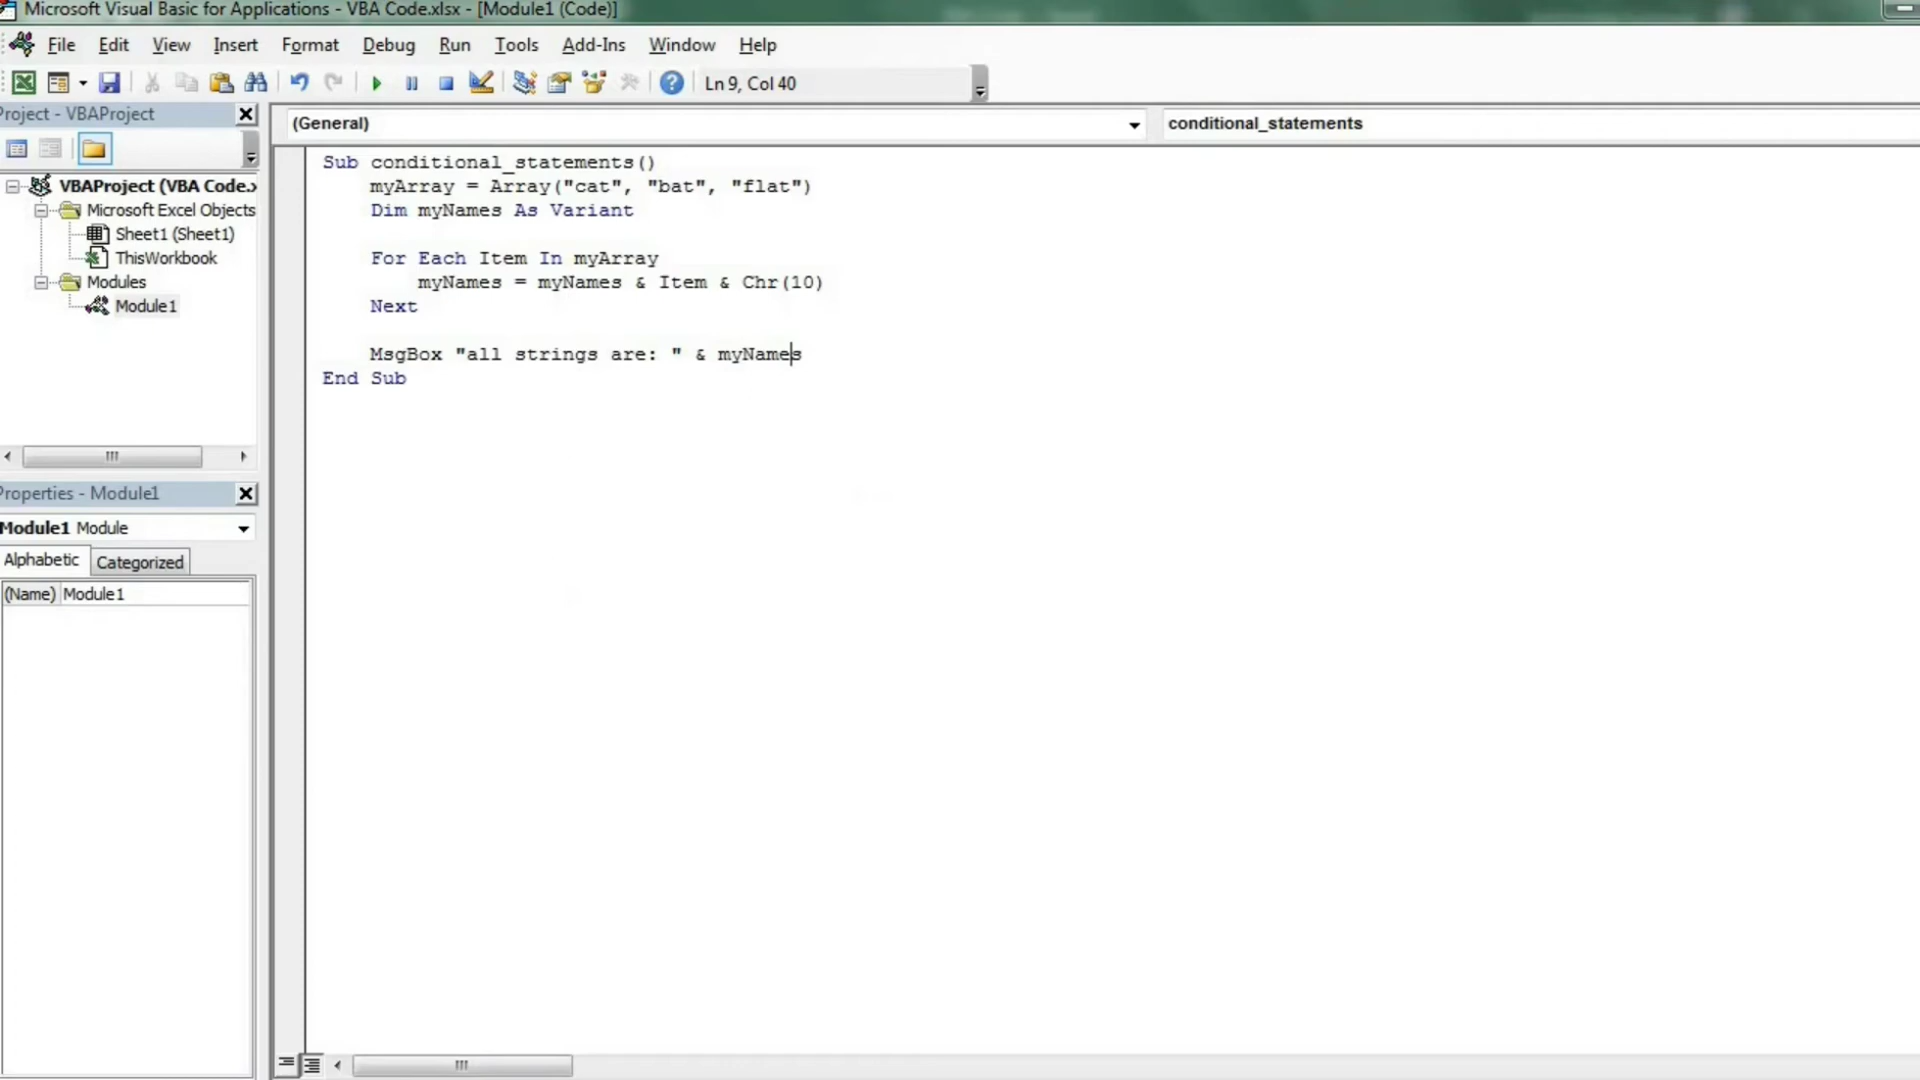 Microsoft Visual Basic for Applications - VBA Code.xlsx - [Module1 (Code)]
File Edit View Insert Format Debug Run Tools Add-Ins Window Help
Ln 9, Col 40
Project - VBAProject
(General)
conditional_statements
VBAProject (VBA Code.x
Microsoft Excel Objects
Sheet1 (Sheet1)
ThisWorkbook
Modules
Module1
Sub conditional_statements()
myArray = Array("cat", "bat", "flat")
Dim myNames As Variant
For Each Item In myArray
myNames = myNames & Item & Chr(10)
Next
MsgBox "all strings are: " & myNames
End Sub
Properties - Module1
Module1 Module
Alphabetic Categorized
(Name) Module1